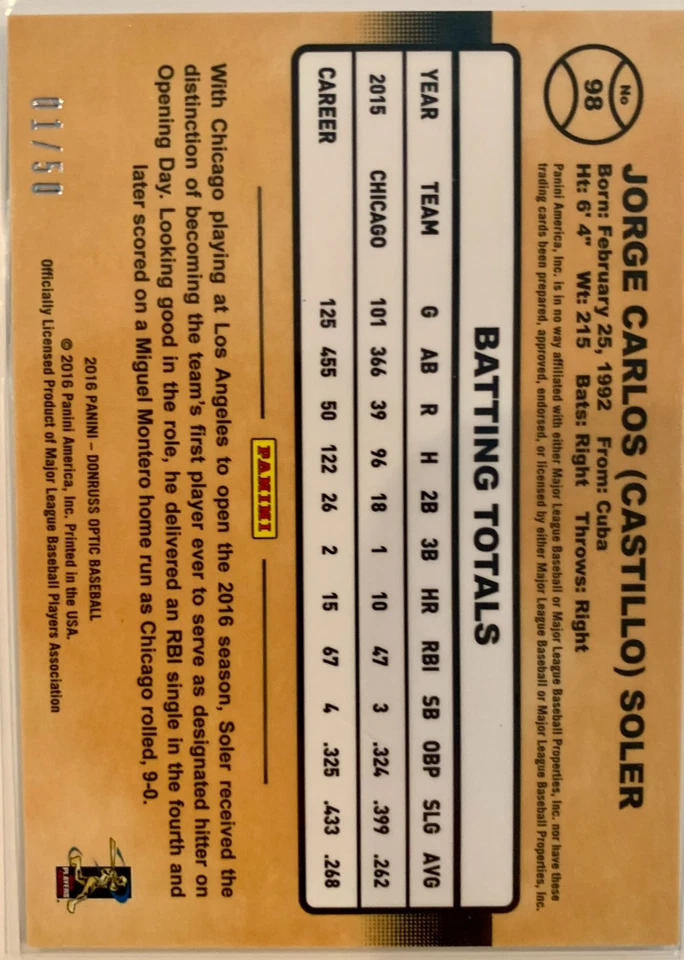 No
98
JORGE CARLOS (CASTILLO) SOLER
Born: February 25, 1992 From: Cuba
Ht: 6' 4" Wt: 215 Bats: Right Throws: Right
Panini America, Inc. is in no way affiliated with either Major League Baseball or Major League Baseball Properties, Inc. nor have these
trading cards been prepared, approved, endorsed, or licensed by either Major League Baseball or Major League Baseball Properties, Inc.
BATTING TOTALS
YEAR TEAM G AB R H 2B 3B HR RBI SB OBP SLG AVG
2015 CHICAGO 101 366 39 96 18 1 10 47 3 .324 .399 .262
CAREER 125 455 50 122 26 2 15 67 4 .325 .433 .268
PANINI
With Chicago playing at Los Angeles to open the 2016 season, Soler received the
distinction of becoming the team's first player ever to serve as designated hitter on
Opening Day. Looking good in the role, he delivered an RBI single in the fourth and
later scored on a Miguel Montero home run as Chicago rolled, 9-0.
2016 PANINI – DONRUSS OPTIC BASEBALL
© 2016 Panini America, Inc. Printed in the USA.
Officially Licensed Product of Major League Baseball Players Association
01/50
PLAYERS